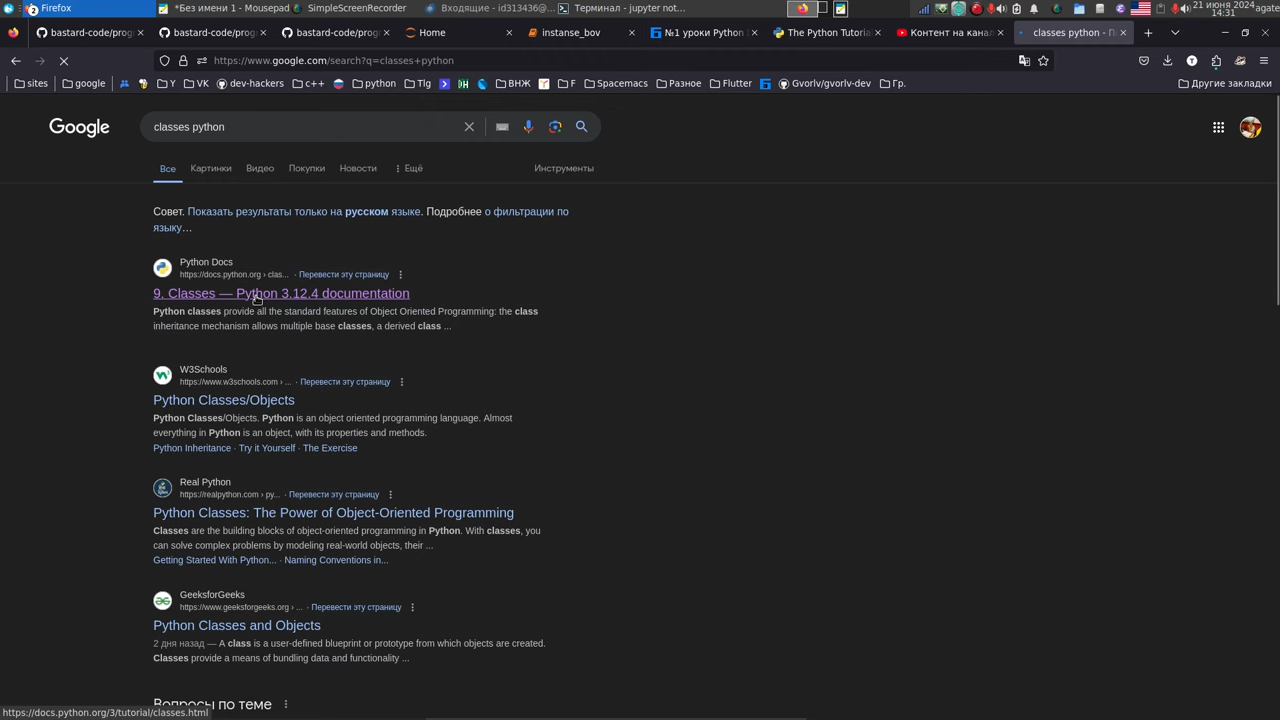 2 Firefox
*Без имени 1 - Mousepad
SimpleScreenRecorder
Входящие - id313436@...
Терминал - jupyter not...
21 июня 2024
14:31
agate
bastard-code/prog
bastard-code/prog
bastard-code/prog
Home
instanse_bov
№1 уроки Python
The Python Tutoria
Контент на канал
classes python - П
https://www.google.com/search?q=classes+python
sites
google
Y
VK
dev-hackers
c++
python
Tlg
ВНЖ
F
Spacemacs
Разное
Flutter
Gvorlv/gvorlv-dev
Гр.
Другие закладки
Google
classes python
Все
Картинки
Видео
Покупки
Новости
Ещё
Инструменты
Совет. Показать результаты только на русском языке. Подробнее о фильтрации по
языку…
Python Docs
https://docs.python.org › clas... · Перевести эту страницу
9. Classes — Python 3.12.4 documentation
Python classes provide all the standard features of Object Oriented Programming: the class
inheritance mechanism allows multiple base classes, a derived class ...
W3Schools
https://www.w3schools.com › ... · Перевести эту страницу
Python Classes/Objects
Python Classes/Objects. Python is an object oriented programming language. Almost
everything in Python is an object, with its properties and methods.
Python Inheritance · Try it Yourself · The Exercise
Real Python
https://realpython.com › py... · Перевести эту страницу
Python Classes: The Power of Object-Oriented Programming
Classes are the building blocks of object-oriented programming in Python. With classes, you
can solve complex problems by modeling real-world objects, their ...
Getting Started With Python... · Naming Conventions in...
GeeksforGeeks
https://www.geeksforgeeks.org › ... · Перевести эту страницу
Python Classes and Objects
2 дня назад — A class is a user-defined blueprint or prototype from which objects are created.
Classes provide a means of bundling data and functionality ...
Вопросы по теме
https://docs.python.org/3/tutorial/classes.html